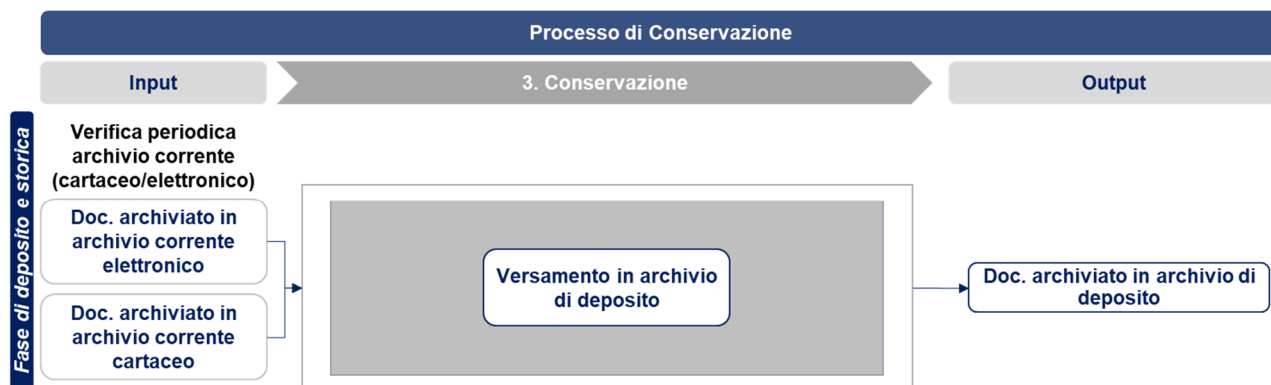 Processo di Conservazione
Input
3. Conservazione
Output
Fase di deposito e storica
Verifica periodica
archivio corrente
(cartaceo/elettronico)
Doc. archiviato in
archivio corrente
elettronico
Doc. archiviato in
archivio corrente
cartaceo
Versamento in archivio
di deposito
Doc. archiviato in archivio di
deposito